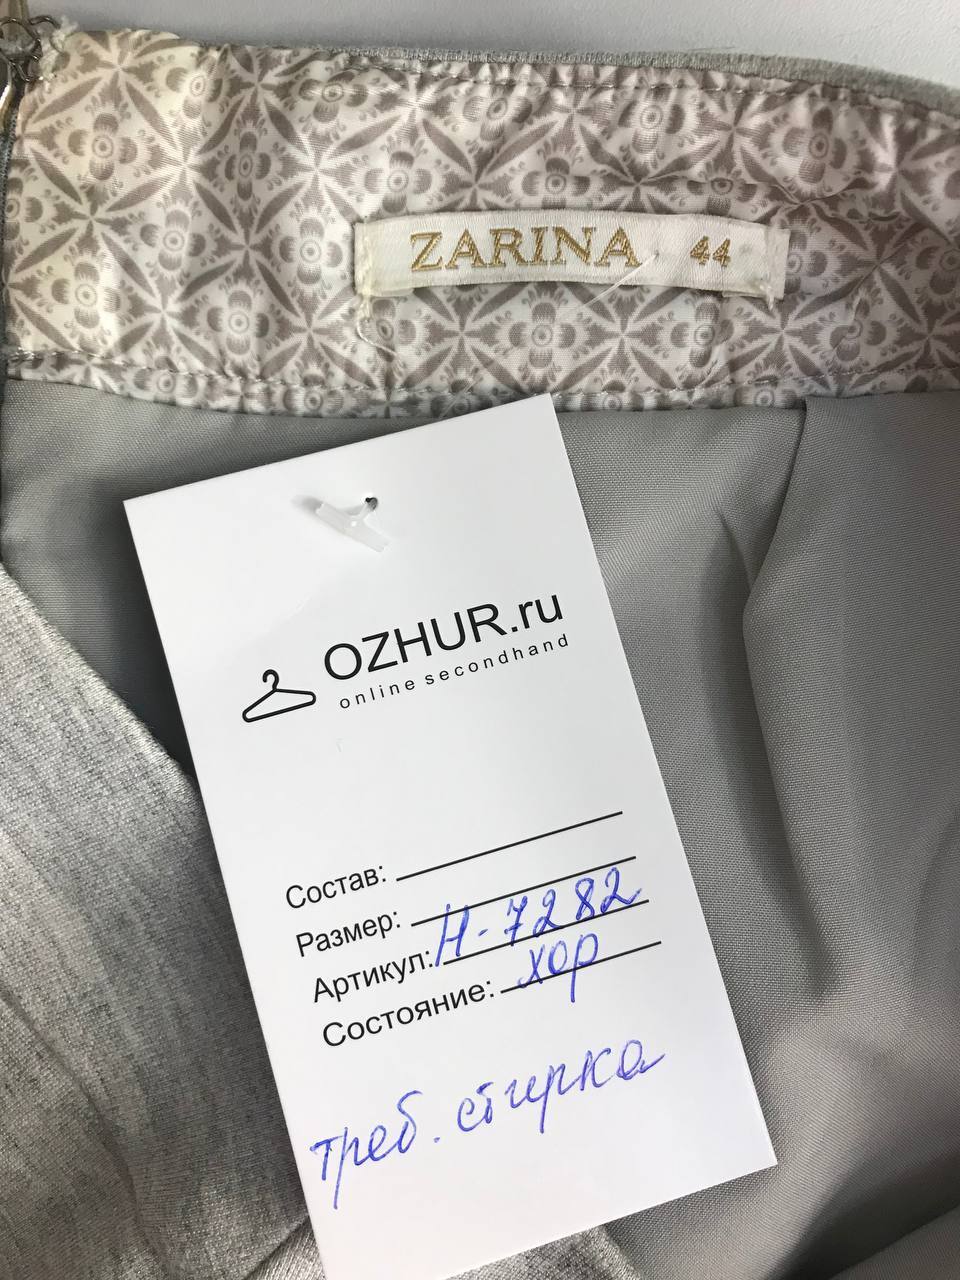 ZARINA 44
OZHUR.ru
online secondhand
Состав:
Размер:
Артикул: Н-7282
Состояние: хор
треб. стирка